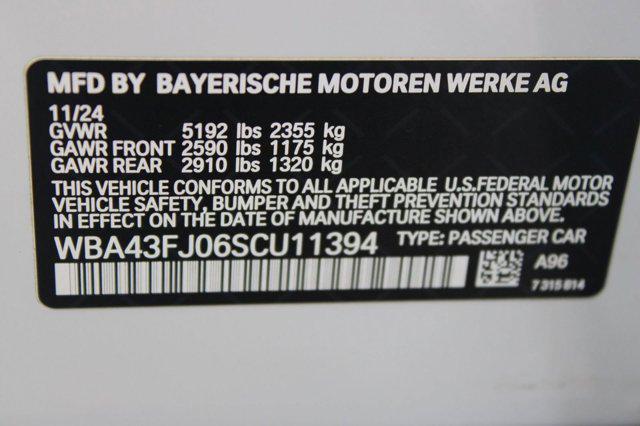 MFD BY BAYERISCHE MOTOREN WERKE AG
11/24
GVWR 5192 lbs 2355 kg
GAWR FRONT 2590 lbs 1175 kg
GAWR REAR 2910 lbs 1320 kg
THIS VEHICLE CONFORMS TO ALL APPLICABLE U.S.FEDERAL MOTOR
VEHICLE SAFETY, BUMPER AND THEFT PREVENTION STANDARDS
IN EFFECT ON THE DATE OF MANUFACTURE SHOWN ABOVE.
WBA43FJ06SCU11394 TYPE: PASSENGER CAR
A96
7 315 814